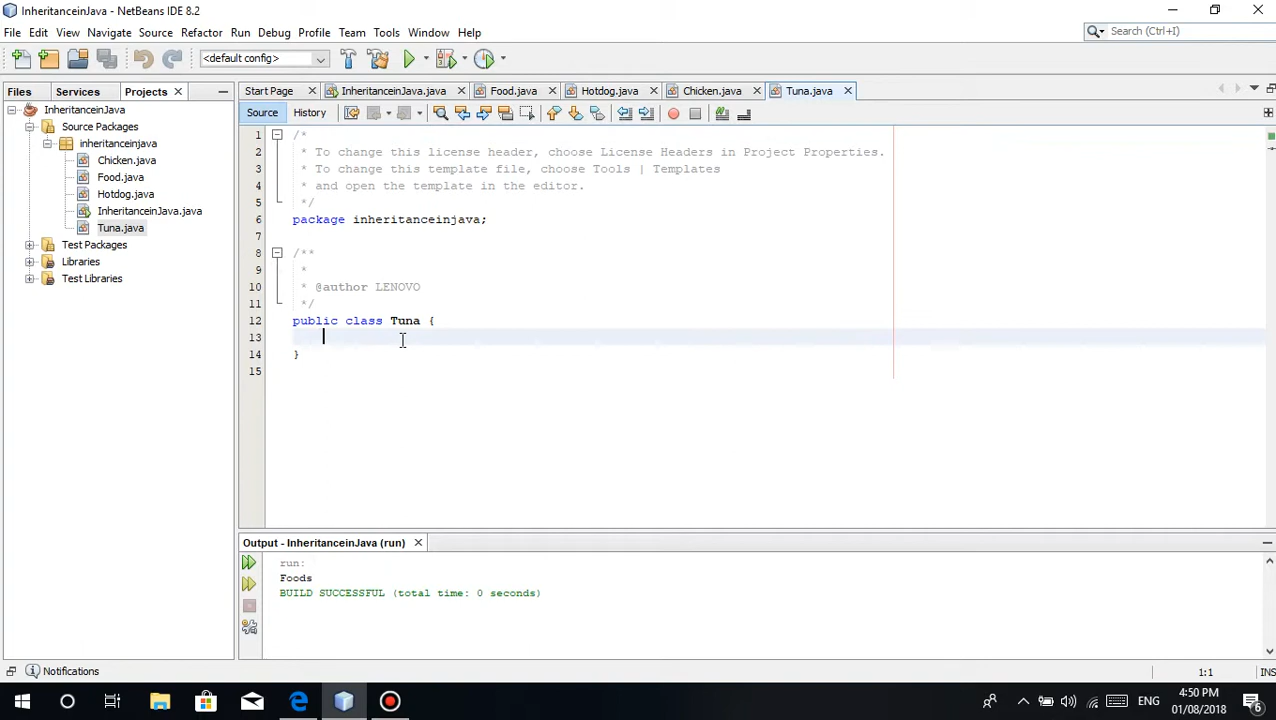 InheritanceinJava - NetBeans IDE 8.2
File Edit View Navigate Source Refactor Run Debug Profile Team Tools Window Help
Search (Ctrl+I)
<default config>
Files Services Projects
Start Page InheritanceinJava.java Food.java Hotdog.java Chicken.java Tuna.java
Source History
InheritanceinJava
Source Packages
inheritanceinjava
Chicken.java
Food.java
Hotdog.java
InheritanceinJava.java
Tuna.java
Test Packages
Libraries
Test Libraries
1 /*
2 * To change this license header, choose License Headers in Project Properties.
3 * To change this template file, choose Tools | Templates
4 * and open the template in the editor.
5 */
6 package inheritanceinjava;
7
8 /**
9 *
10 * @author LENOVO
11 */
12 public class Tuna {
13
14 }
15
Output - InheritanceinJava (run)
run:
Foods
BUILD SUCCESSFUL (total time: 0 seconds)
Notifications
1:1 INS
ENG
4:50 PM
01/08/2018
6